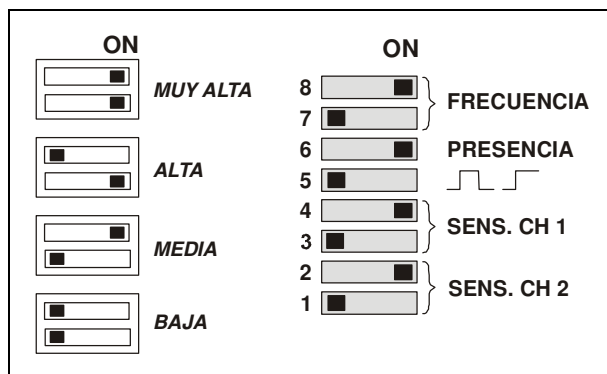 ON
MUY ALTA
ALTA
MEDIA
BAJA
ON
8
7
FRECUENCIA
6 PRESENCIA
5
4
3
SENS. CH 1
2
1
SENS. CH 2